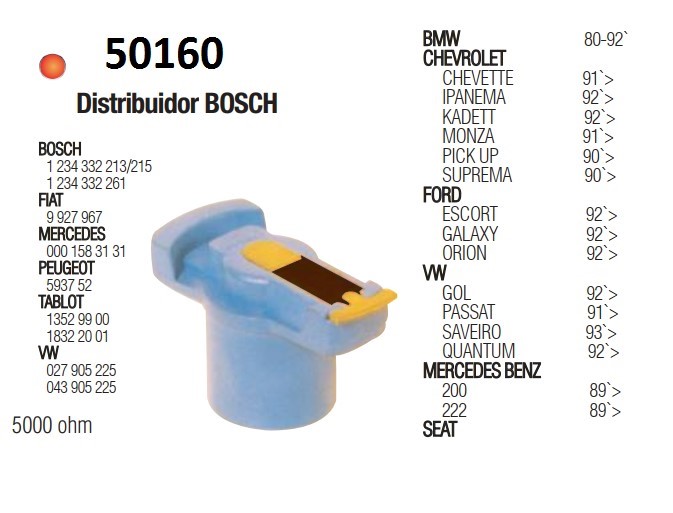 50160
Distribuidor BOSCH
BOSCH
1 234 332 213/215
1 234 332 261
FIAT
9 927 967
MERCEDES
000 158 31 31
PEUGEOT
5937 52
TABLOT
1352 99 00
1832 20 01
VW
027 905 225
043 905 225
5000 ohm
BMW 80-92`
CHEVROLET
CHEVETTE 91`>
IPANEMA 92`>
KADETT 92`>
MONZA 91`>
PICK UP 90`>
SUPREMA 90`>
FORD
ESCORT 92`>
GALAXY 92`>
ORION 92`>
VW
GOL 92`>
PASSAT 91`>
SAVEIRO 93`>
QUANTUM 92`>
MERCEDES BENZ
200 89`>
222 89`>
SEAT